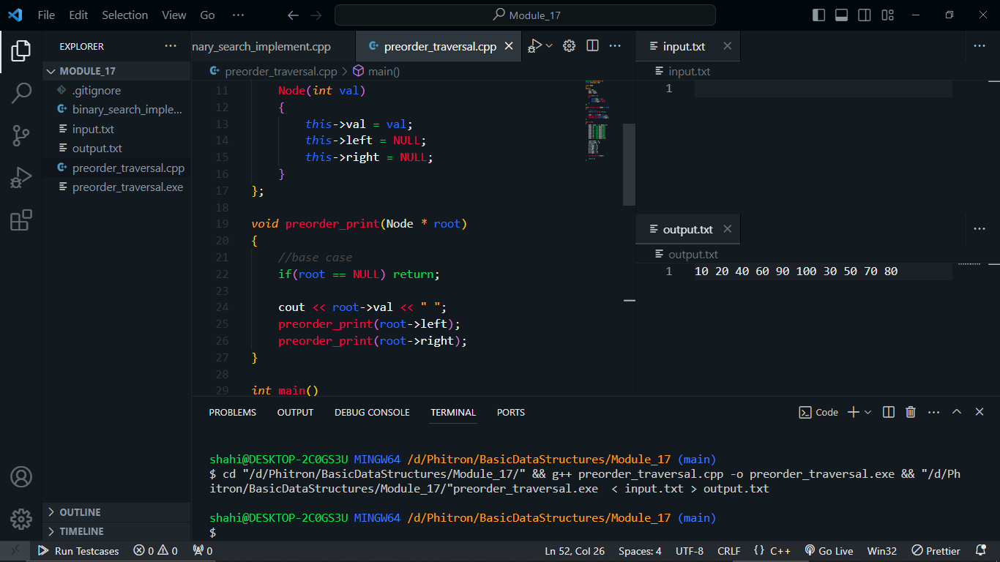 File Edit Selection View Go ··· Module_17
EXPLORER ···
MODULE_17
.gitignore
binary_search_imple...
input.txt
output.txt
preorder_traversal.cpp
preorder_traversal.exe
OUTLINE
TIMELINE
nary_search_implement.cpp preorder_traversal.cpp
preorder_traversal.cpp > main()
11 Node(int val)
12 {
13 this->val = val;
14 this->left = NULL;
15 this->right = NULL;
16 }
17 };
18
19 void preorder_print(Node * root)
20 {
21 //base case
22 if(root == NULL) return;
23
24 cout << root->val << " ";
25 preorder_print(root->left);
26 preorder_print(root->right);
27 }
28
29 int main()
input.txt
input.txt
1
output.txt
output.txt
1 10 20 40 60 90 100 30 50 70 80
PROBLEMS OUTPUT DEBUG CONSOLE TERMINAL PORTS Code
shahi@DESKTOP-2C0GS3U MINGW64 /d/Phitron/BasicDataStructures/Module_17 (main)
$ cd "/d/Phitron/BasicDataStructures/Module_17/" && g++ preorder_traversal.cpp -o preorder_traversal.exe && "/d/Ph
itron/BasicDataStructures/Module_17/"preorder_traversal.exe < input.txt > output.txt
shahi@DESKTOP-2C0GS3U MINGW64 /d/Phitron/BasicDataStructures/Module_17 (main)
$
Run Testcases 0 0 0 Ln 52, Col 26 Spaces: 4 UTF-8 CRLF {} C++ Go Live Win32 Prettier